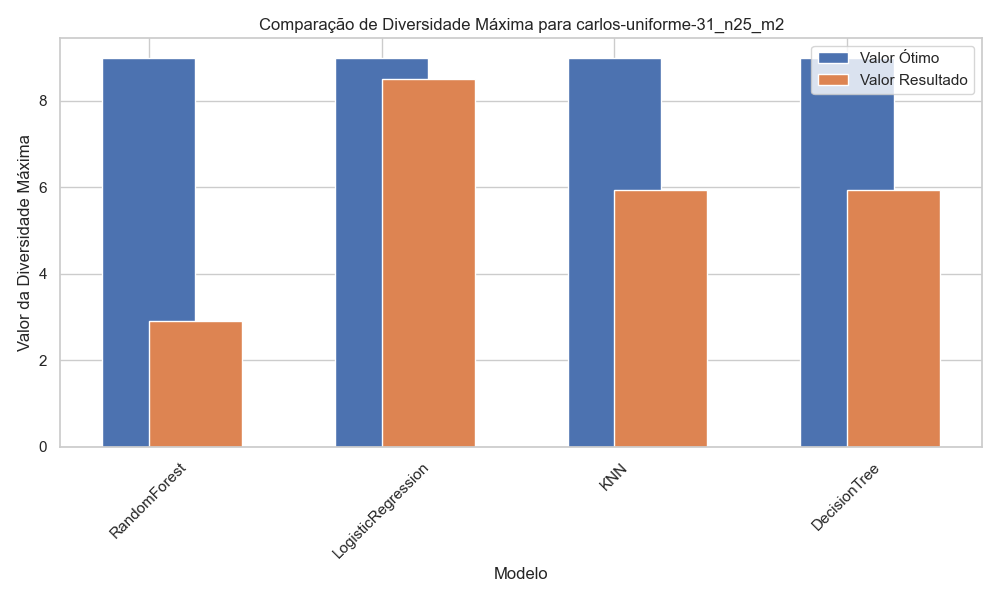 Comparação de Diversidade Máxima para carlos-uniforme-31_n25_m2
Valor Ótimo
Valor Resultado
Valor da Diversidade Máxima
8
6
4
2
0
RandomForest
LogisticRegression
KNN
DecisionTree
Modelo